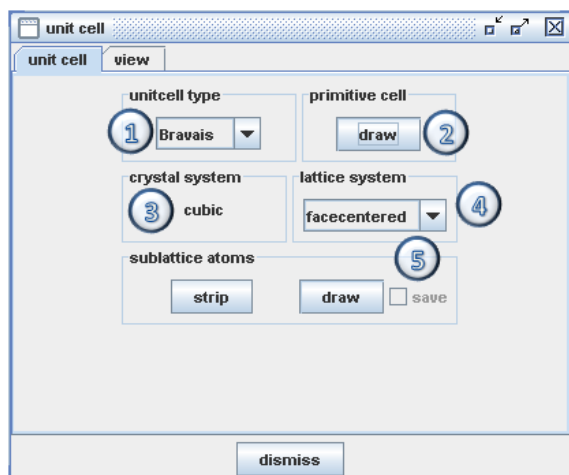 unit cell
unit cell view
unitcell type primitive cell
1 Bravais draw 2
crystal system lattice system
3 cubic facecentered 4
sublattice atoms 5
strip draw save
dismiss